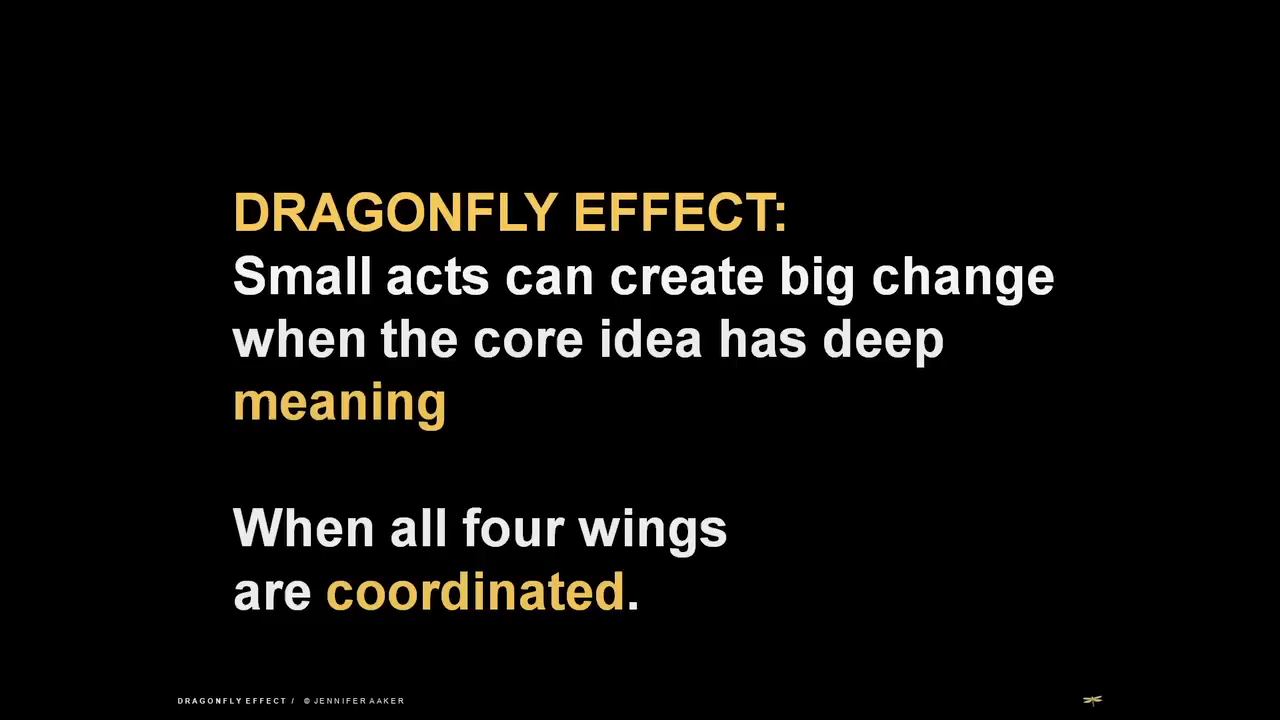 DRAGONFLY EFFECT:
Small acts can create big change
when the core idea has deep
meaning
When all four wings
are coordinated.
DRAGONFLY EFFECT / © JENNIFER AAKER